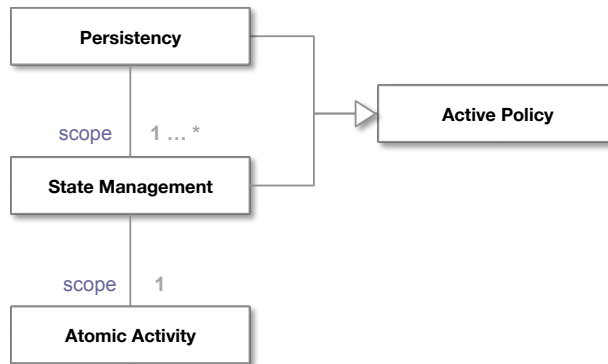 Persistency
Active Policy
scope 1 ... *
State Management
scope 1
Atomic Activity